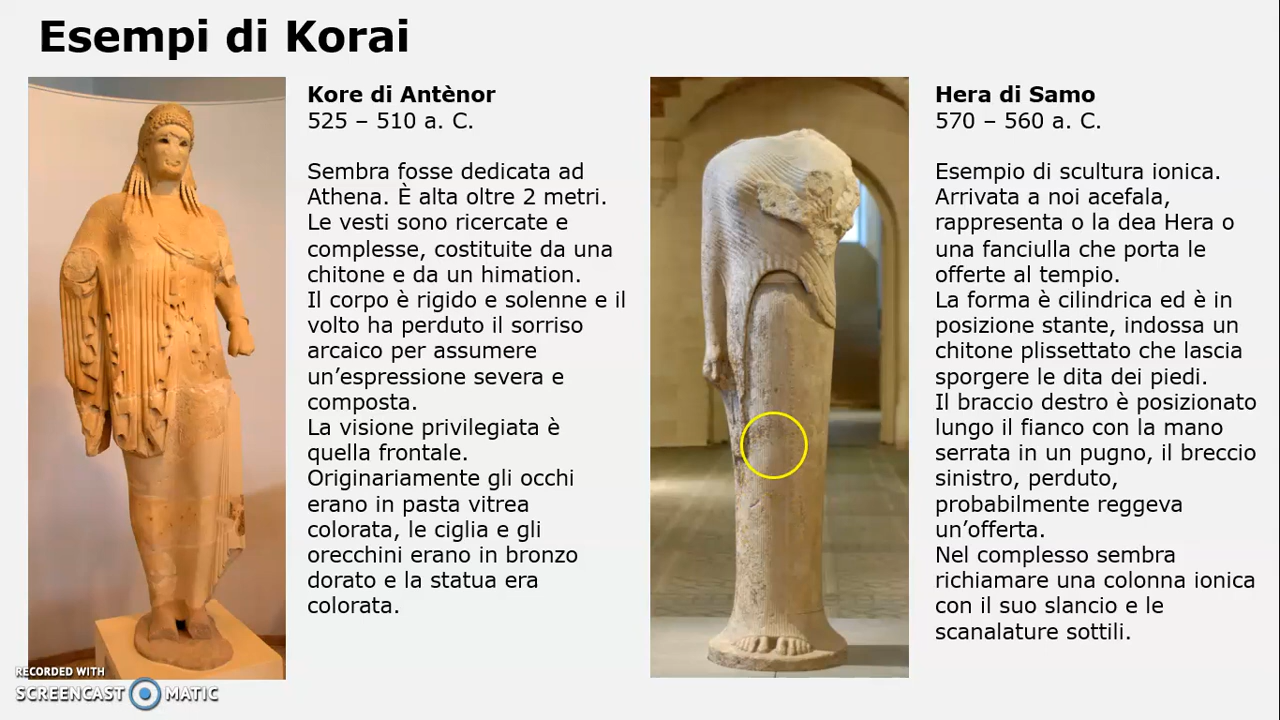 Esempi di Korai
Kore di Antènor
525 – 510 a. C.
Sembra fosse dedicata ad
Athena. È alta oltre 2 metri.
Le vesti sono ricercate e
complesse, costituite da una
chitone e da un himation.
Il corpo è rigido e solenne e il
volto ha perduto il sorriso
arcaico per assumere
un’espressione severa e
composta.
La visione privilegiata è
quella frontale.
Originariamente gli occhi
erano in pasta vitrea
colorata, le ciglia e gli
orecchini erano in bronzo
dorato e la statua era
colorata.
Hera di Samo
570 – 560 a. C.
Esempio di scultura ionica.
Arrivata a noi acefala,
rappresenta o la dea Hera o
una fanciulla che porta le
offerte al tempio.
La forma è cilindrica ed è in
posizione stante, indossa un
chitone plissettato che lascia
sporgere le dita dei piedi.
Il braccio destro è posizionato
lungo il fianco con la mano
serrata in un pugno, il breccio
sinistro, perduto,
probabilmente reggeva
un’offerta.
Nel complesso sembra
richiamare una colonna ionica
con il suo slancio e le
scanalature sottili.
RECORDED WITH
SCREENCAST MATIC